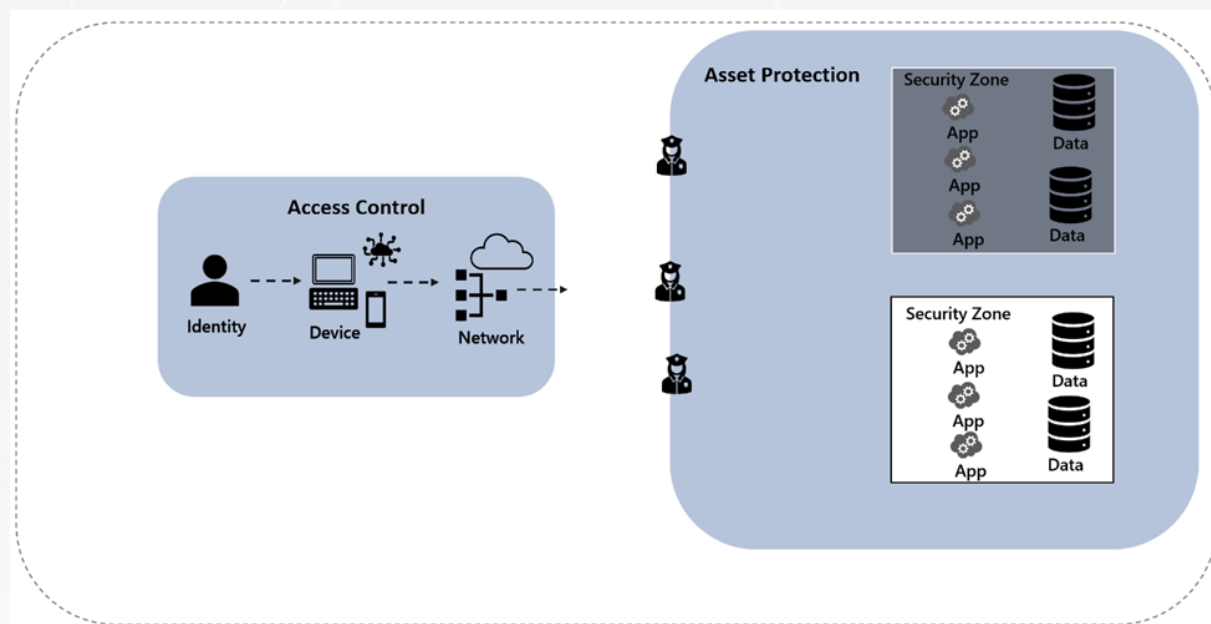 Asset Protection
Security Zone
App
Data
App
App
Data
Access Control
Identity
Device
Network
Security Zone
App
Data
App
App
Data